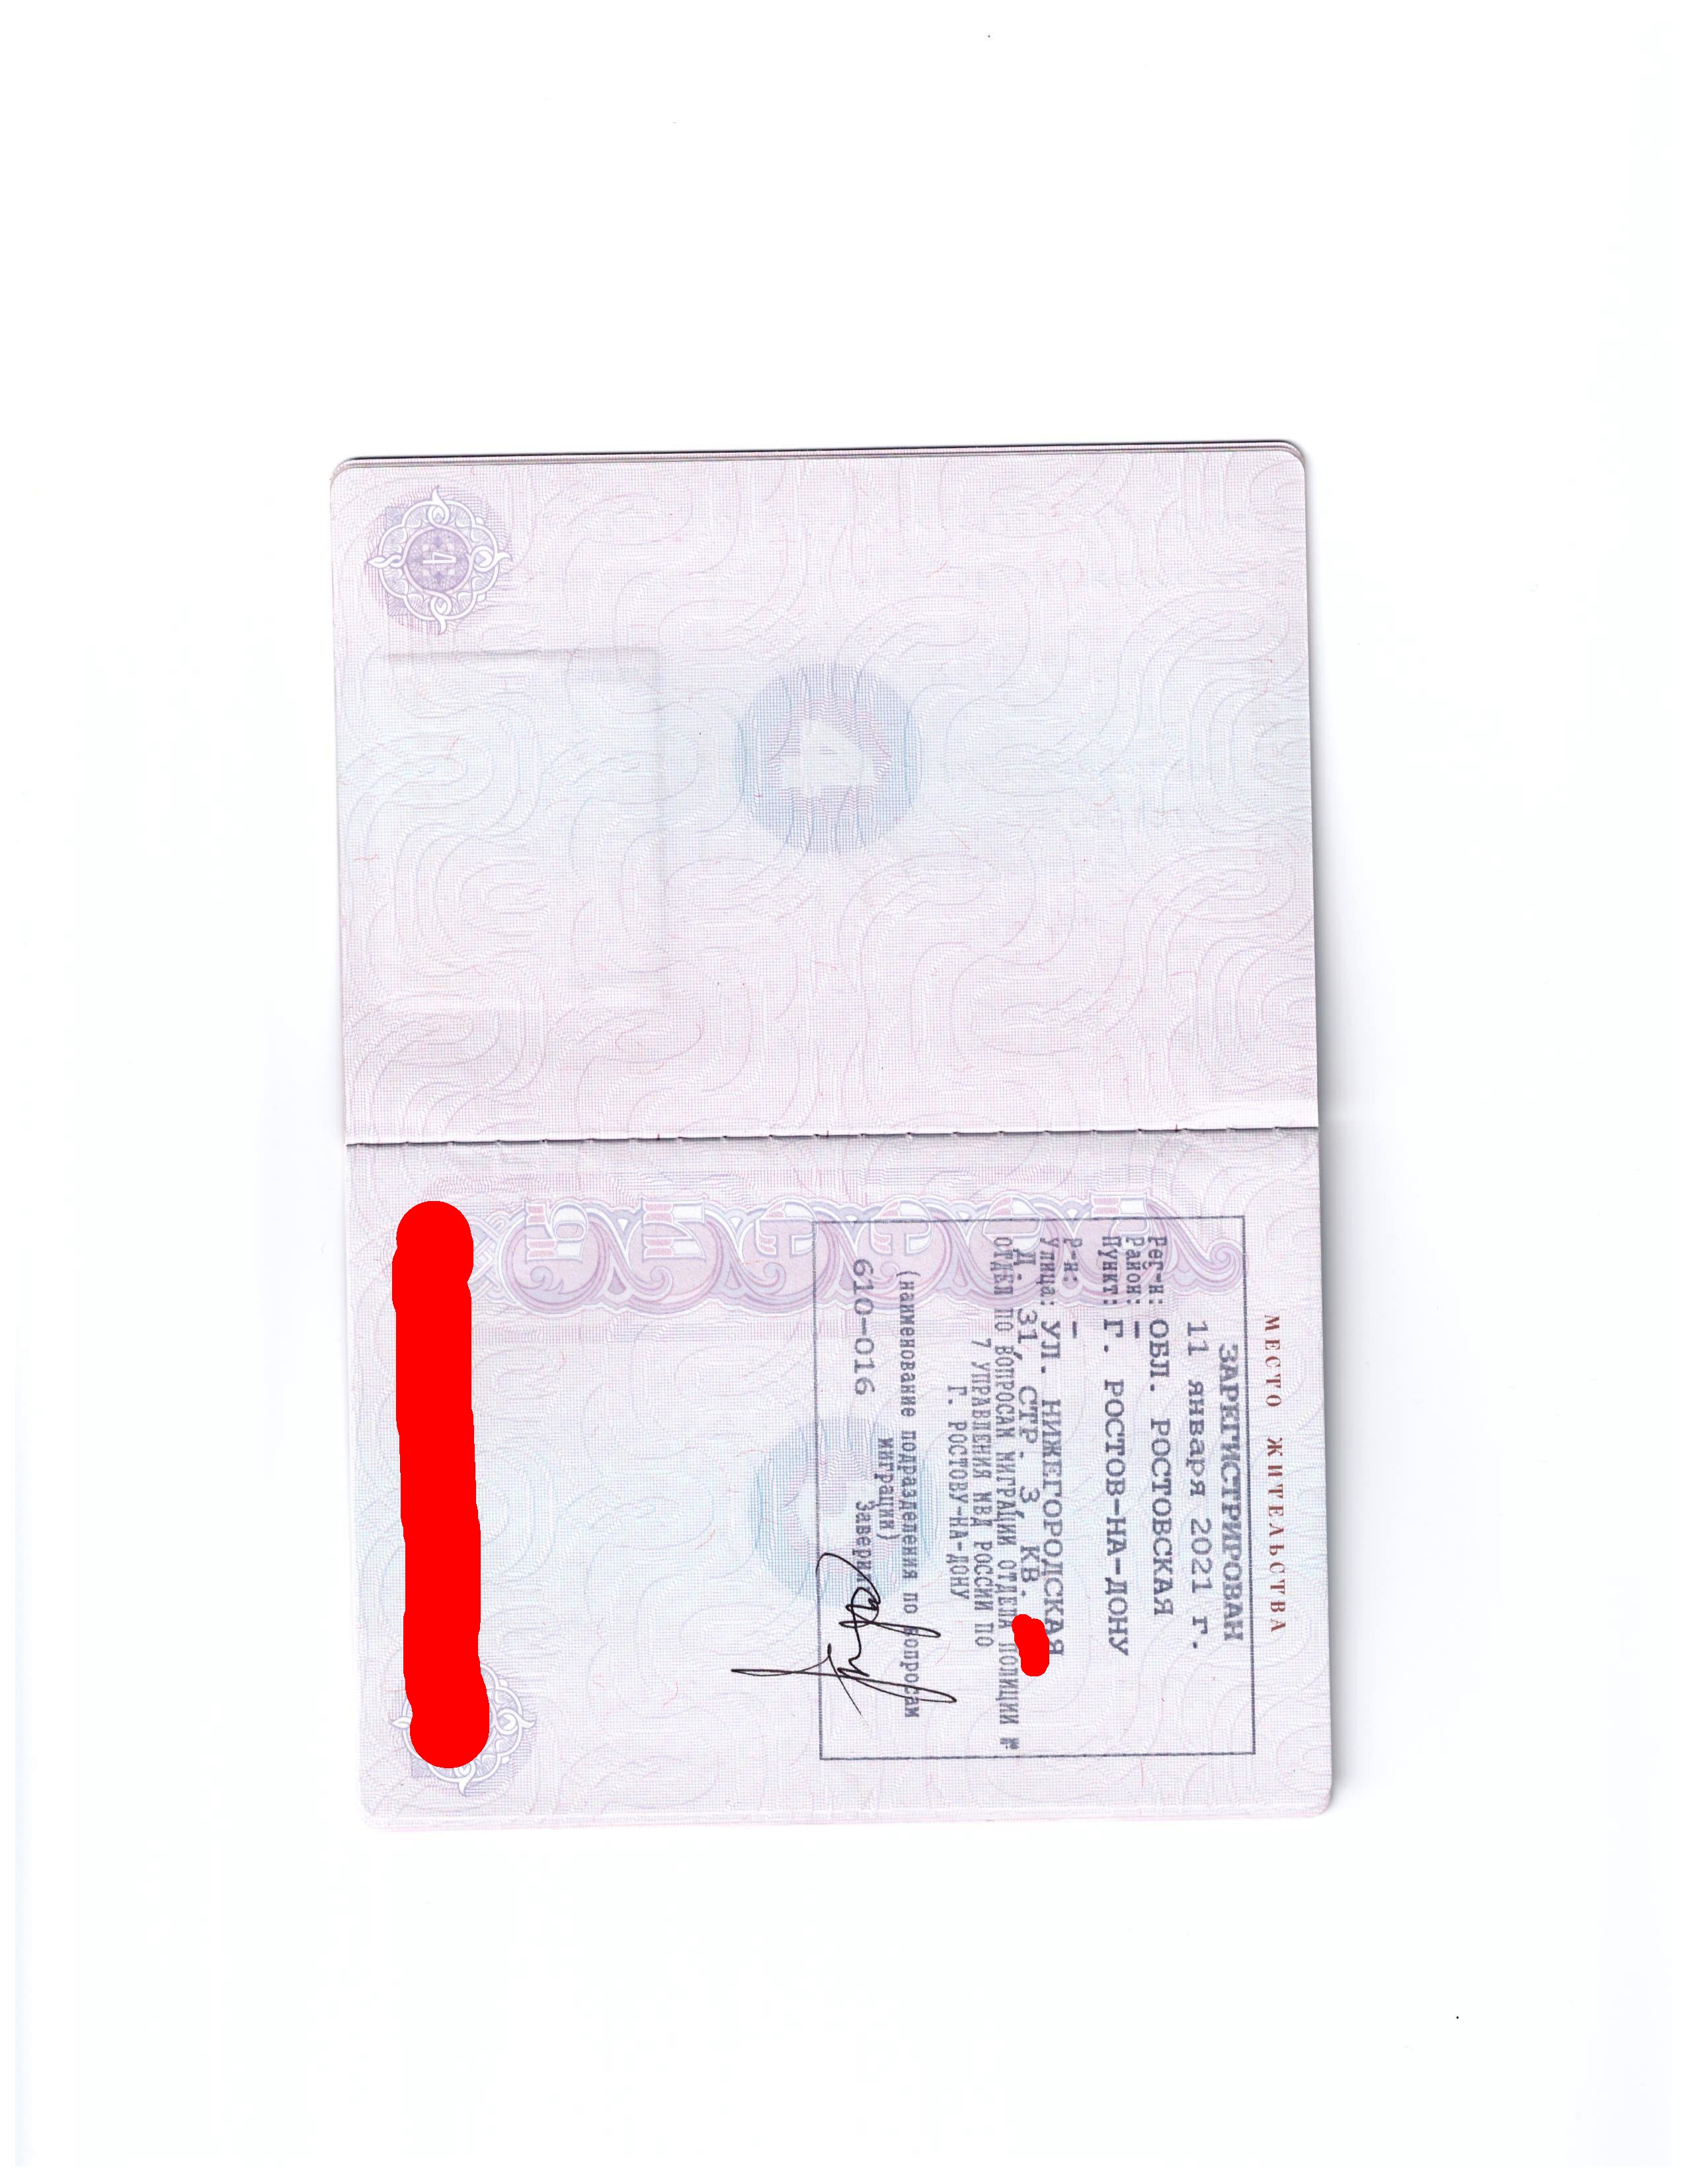 4
4
МЕСТО ЖИТЕЛЬСТВА
ЗАРЕГИСТРИРОВАН
11 января 2021 г.
Рег-н: ОБЛ. РОСТОВСКАЯ
Район: –
Пункт: Г. РОСТОВ-НА-ДОНУ
Р-н: –
Улица: УЛ. НИЖЕГОРОДСКАЯ
Д. 31, СТР. 3, КВ.
ОТДЕЛ ПО ВОПРОСАМ МИГРАЦИИ ОТДЕЛА ПОЛИЦИИ №
7 УПРАВЛЕНИЯ МВД РОССИИ ПО
Г. РОСТОВУ-НА-ДОНУ
(наименование подразделения по вопросам
миграции)
610-016 Заверил